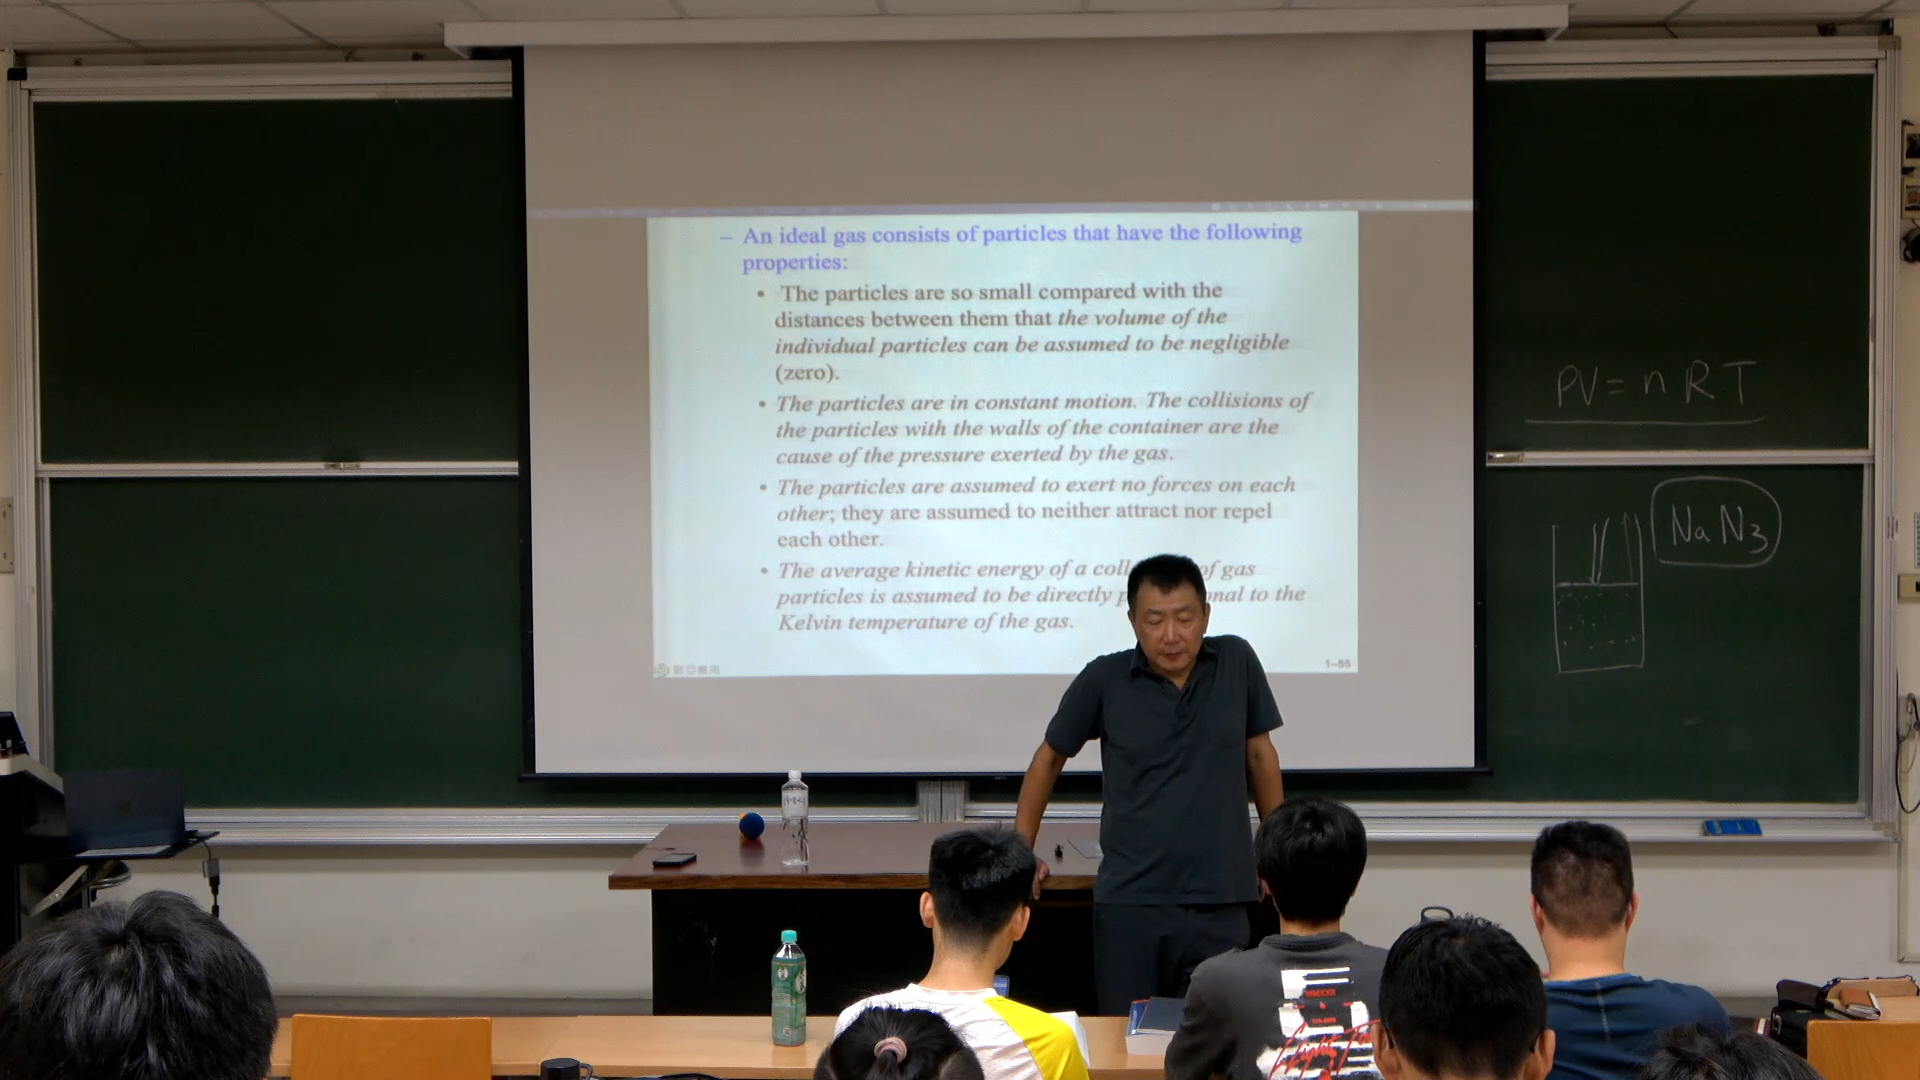 – An ideal gas consists of particles that have the following
properties:
• The particles are so small compared with the
distances between them that the volume of the
individual particles can be assumed to be negligible
(zero).
• The particles are in constant motion. The collisions of
the particles with the walls of the container are the
cause of the pressure exerted by the gas.
• The particles are assumed to exert no forces on each
other; they are assumed to neither attract nor repel
each other.
• The average kinetic energy of a coll of gas
particles is assumed to be directly p onal to the
Kelvin temperature of the gas.
1–55
PV = n R T
NaN3